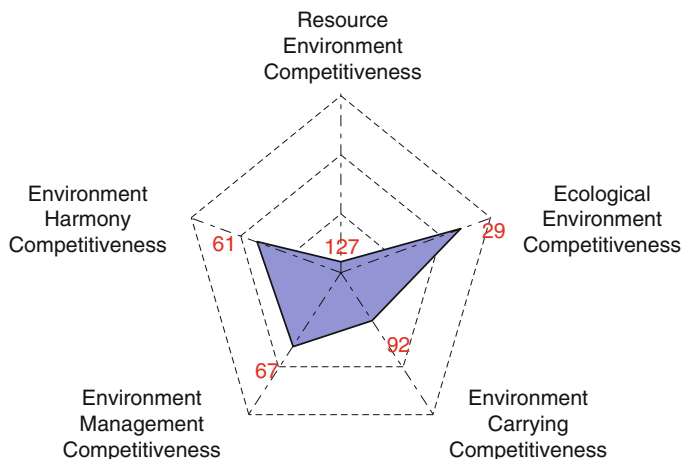 Resource
Environment
Competitiveness
Environment
Harmony
Competitiveness
61
127
Ecological
Environment
Competitiveness
29
92
67
Environment
Management
Competitiveness
Environment
Carrying
Competitiveness